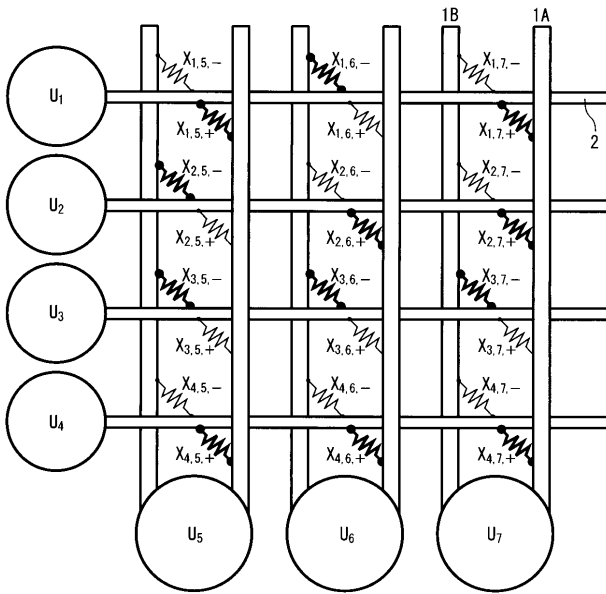 1B 1A
X1,5,− X1,6,− X1,7,−
U1
X1,5,+ X1,6,+ X1,7,+
2
X2,5,− X2,6,− X2,7,−
U2
X2,5,+ X2,6,+ X2,7,+
X3,5,− X3,6,− X3,7,−
U3
X3,5,+ X3,6,+ X3,7,+
X4,5,− X4,6,− X4,7,−
U4
X4,5,+ X4,6,+ X4,7,+
U5 U6 U7